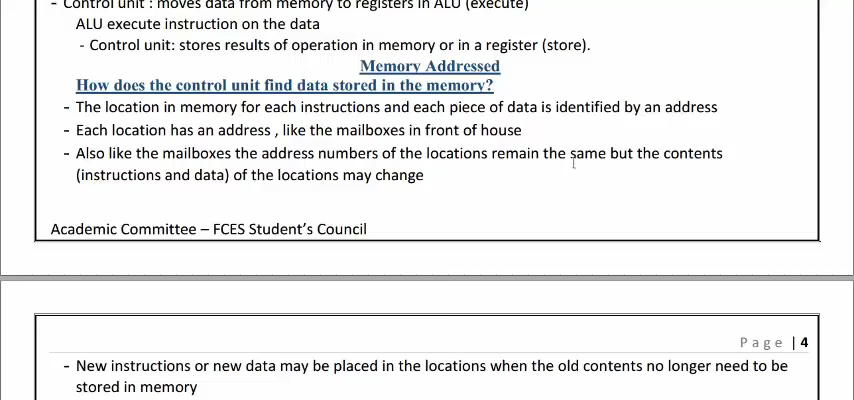 - Control unit : moves data from memory to registers in ALU (execute)
ALU execute instruction on the data
- Control unit: stores results of operation in memory or in a register (store).
Memory Addressed
How does the control unit find data stored in the memory?
- The location in memory for each instructions and each piece of data is identified by an address
- Each location has an address , like the mailboxes in front of house
- Also like the mailboxes the address numbers of the locations remain the same but the contents
(instructions and data) of the locations may change
Academic Committee – FCES Student’s Council
Page | 4
- New instructions or new data may be placed in the locations when the old contents no longer need to be
stored in memory